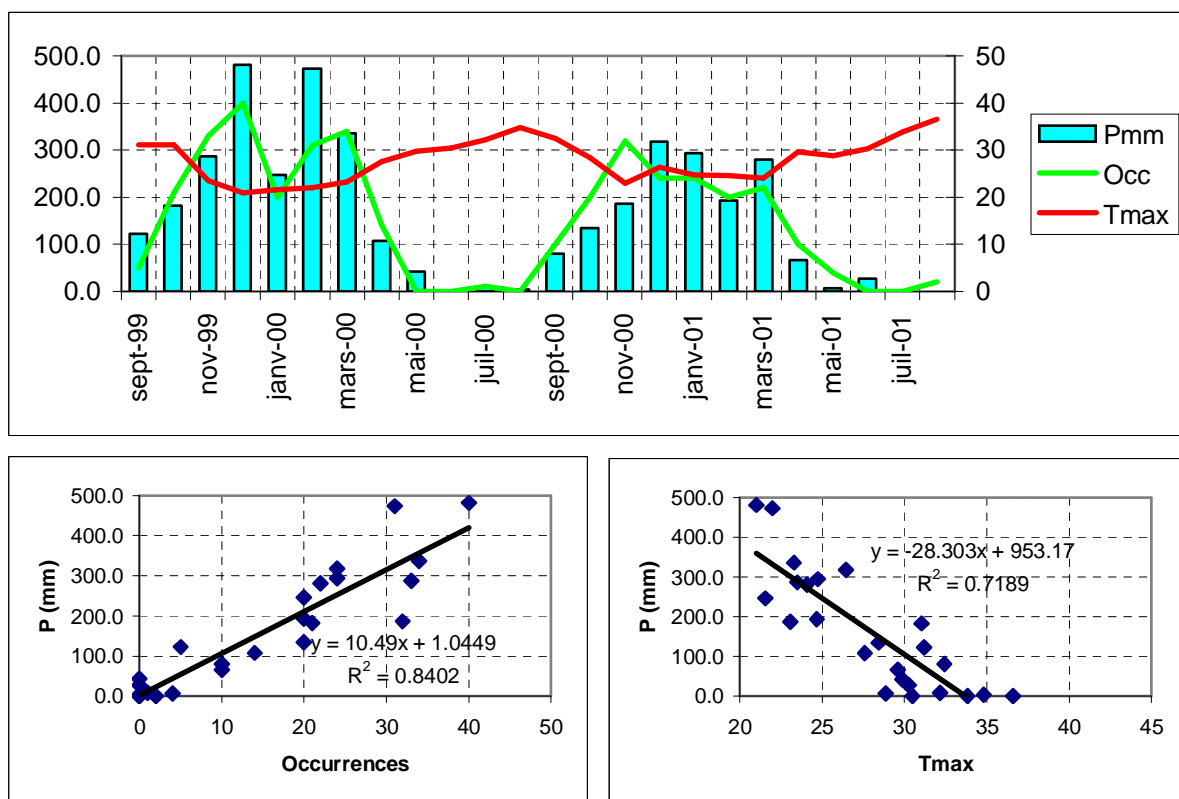 500.0
400.0
300.0
200.0
100.0
0.0
50
40
30
20
10
0
sept-99
nov-99
janv-00
mars-00
mai-00
juil-00
sept-00
nov-00
janv-01
mars-01
mai-01
juil-01
Pmm
Occ
Tmax
P (mm)
500.0
400.0
300.0
200.0
100.0
0.0
y = 10.49x + 1.0449
R² = 0.8402
0 10 20 30 40 50
Occurrences
P (mm)
500.0
400.0
300.0
200.0
100.0
0.0
y = -28.303x + 953.17
R² = 0.7189
20 25 30 35 40 45
Tmax